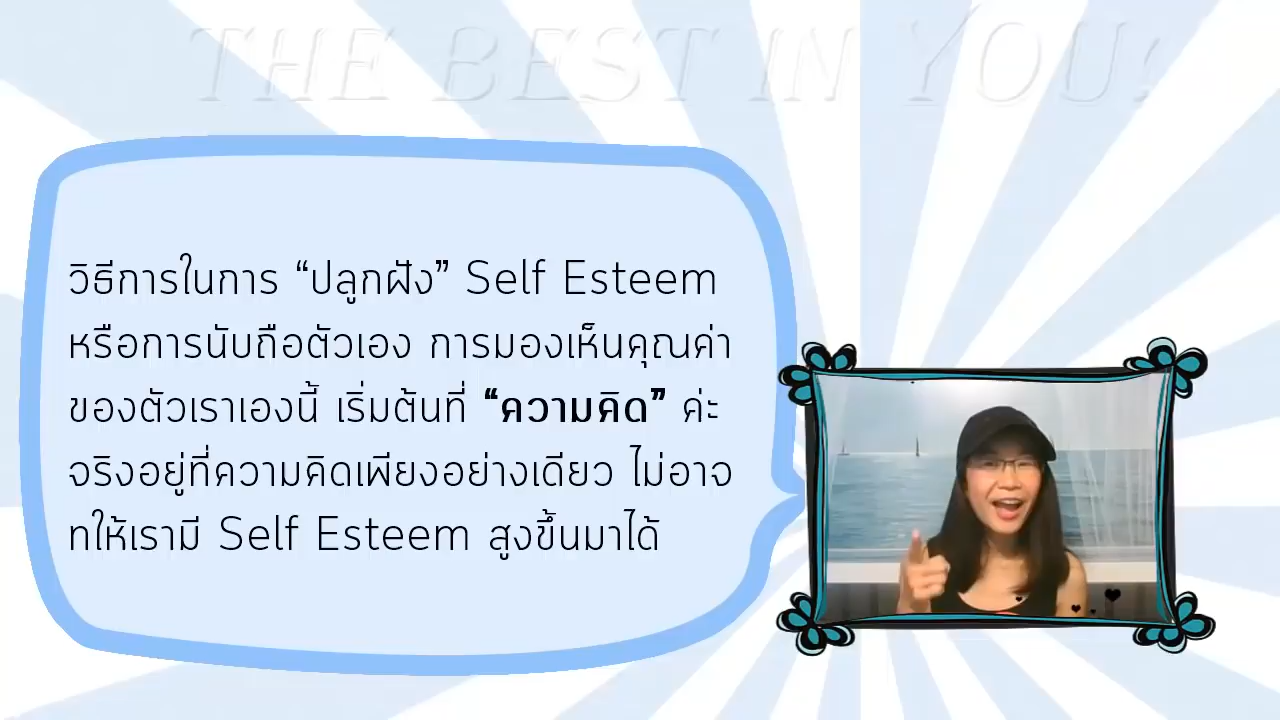 THE BEST IN YOU!
วิธีการในการ “ปลูกฝัง” Self Esteem
หรือการนับถือตัวเอง การมองเห็นคุณค่า
ของตัวเราเองนี้ เริ่มต้นที่ “ความคิด” ค่ะ
จริงอยู่ที่ความคิดเพียงอย่างเดียว ไม่อาจ
ทให้เรามี Self Esteem สูงขึ้นมาได้